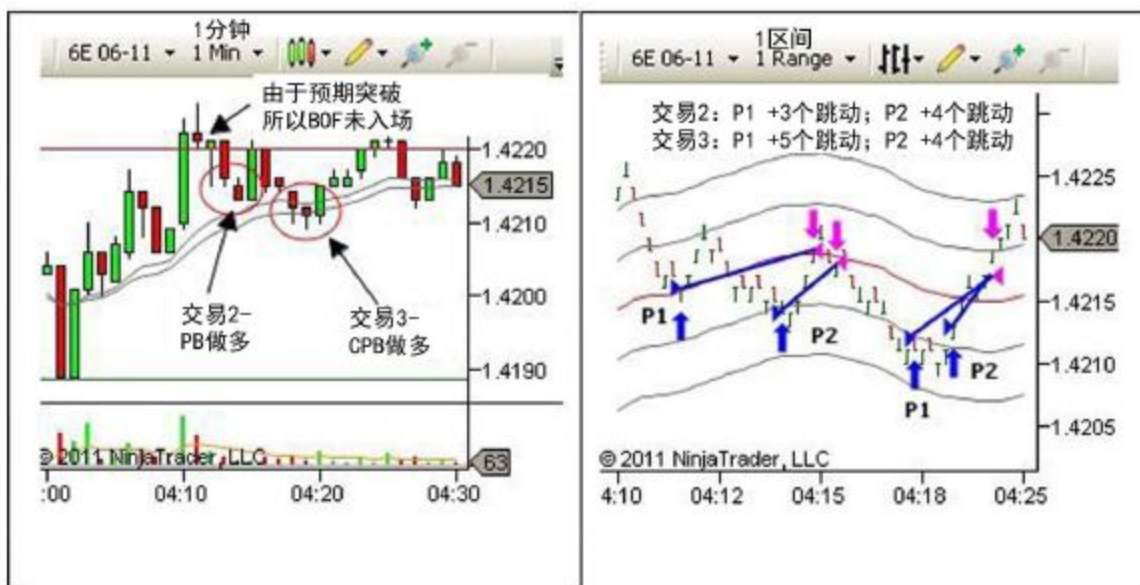 1分钟
6E 06-11 1 Min
由于预期突破
所以BOF未入场
1.4220
1.4215
1.4210
1.4200
1.4190
交易2-
PB做多
交易3-
CPB做多
© 2011 NinjaTrader, LLC
63
:00 04:10 04:20 04:30
1区间
6E 06-11 1 Range
交易2: P1 +3个跳动; P2 +4个跳动
交易3: P1 +5个跳动; P2 +4个跳动
1.4225
1.4220
1.4215
1.4210
1.4205
P1
P2
P1
P2
© 2011 NinjaTrader, LLC
4:10 04:12 04:15 04:18 04:25